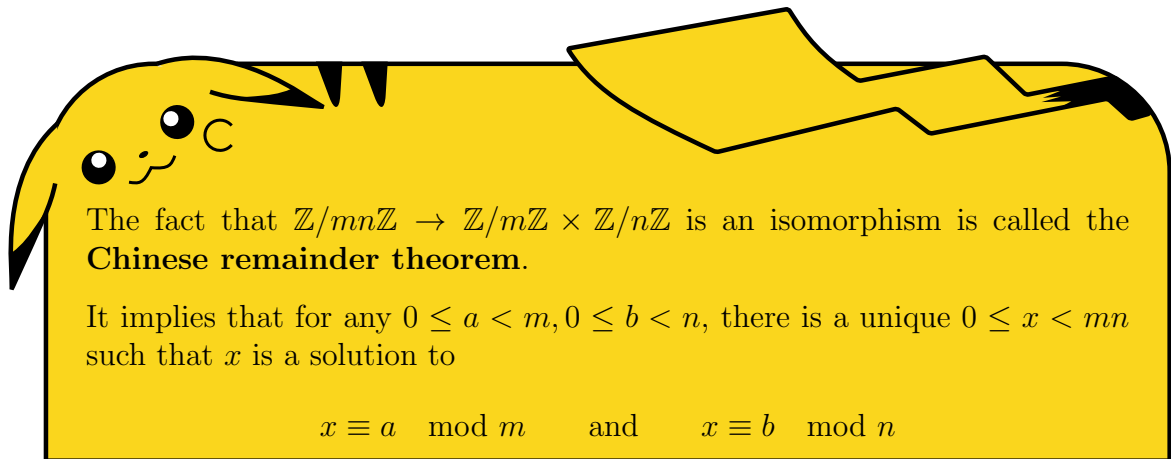 The fact that ℤ/mnℤ → ℤ/mℤ × ℤ/nℤ is an isomorphism is called the
Chinese remainder theorem.
It implies that for any 0 ≤ a < m, 0 ≤ b < n, there is a unique 0 ≤ x < mn
such that x is a solution to
x ≡ a mod m and x ≡ b mod n